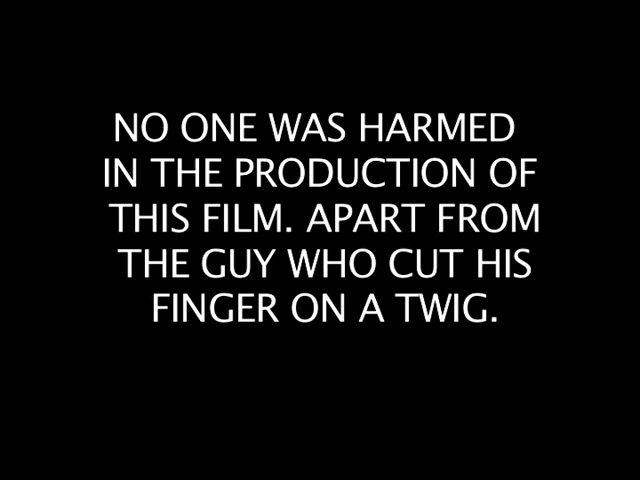 NO ONE WAS HARMED
IN THE PRODUCTION OF
THIS FILM. APART FROM
THE GUY WHO CUT HIS
FINGER ON A TWIG.